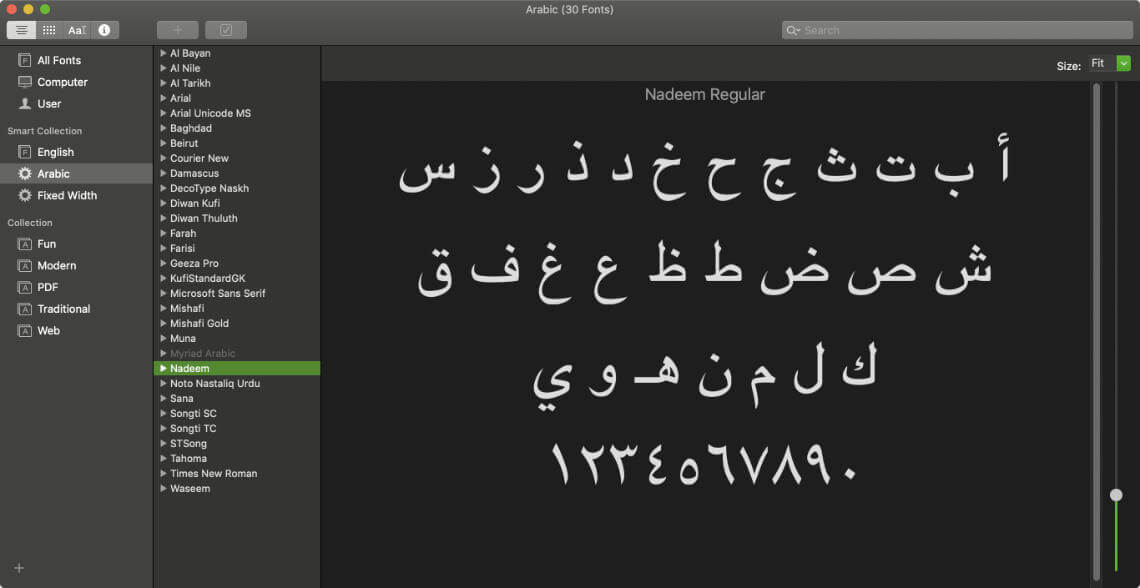 Arabic (30 Fonts)
Aa
Search
All Fonts
Computer
User
Smart Collection
English
Arabic
Fixed Width
Collection
Fun
Modern
PDF
Traditional
Web
Al Bayan
Al Nile
Al Tarikh
Arial
Arial Unicode MS
Baghdad
Beirut
Courier New
Damascus
DecoType Naskh
Diwan Kufi
Diwan Thuluth
Farah
Farisi
Geeza Pro
KufiStandardGK
Microsoft Sans Serif
Mishafi
Mishafi Gold
Muna
Myriad Arabic
Nadeem
Noto Nastaliq Urdu
Sana
Songti SC
Songti TC
STSong
Tahoma
Times New Roman
Waseem
Size: Fit
Nadeem Regular
أ ب ت ث ج ح خ د ذ ر ز س
ش ص ض ط ظ ع غ ف ق
ك ل م ن هـ و ي
١٢٣٤٥٦٧٨٩٠